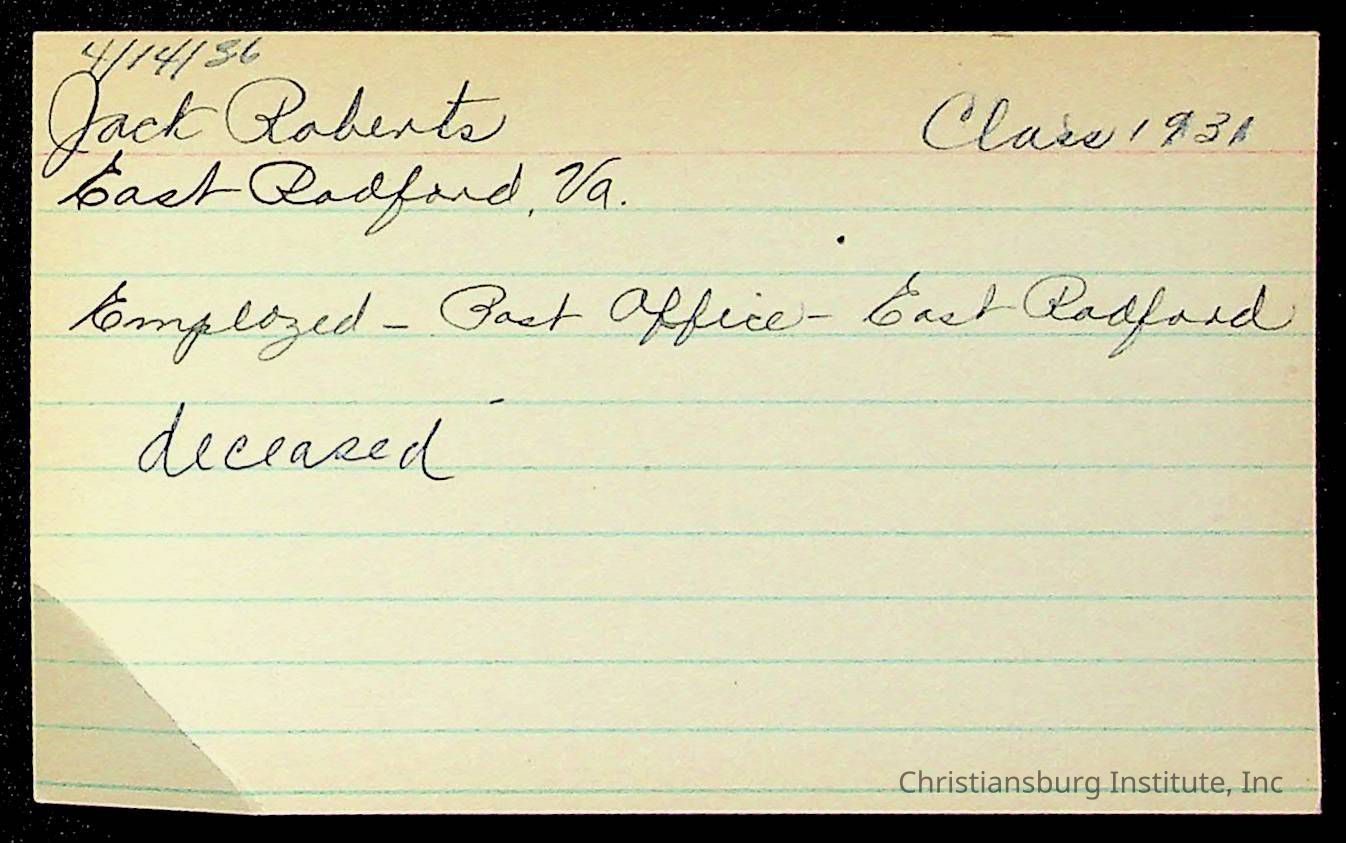 4/14/36
Jack Roberts
Class 1931
East Radford, Va.
Employed - Post Office - East Radford
deceased
Christiansburg Institute, Inc